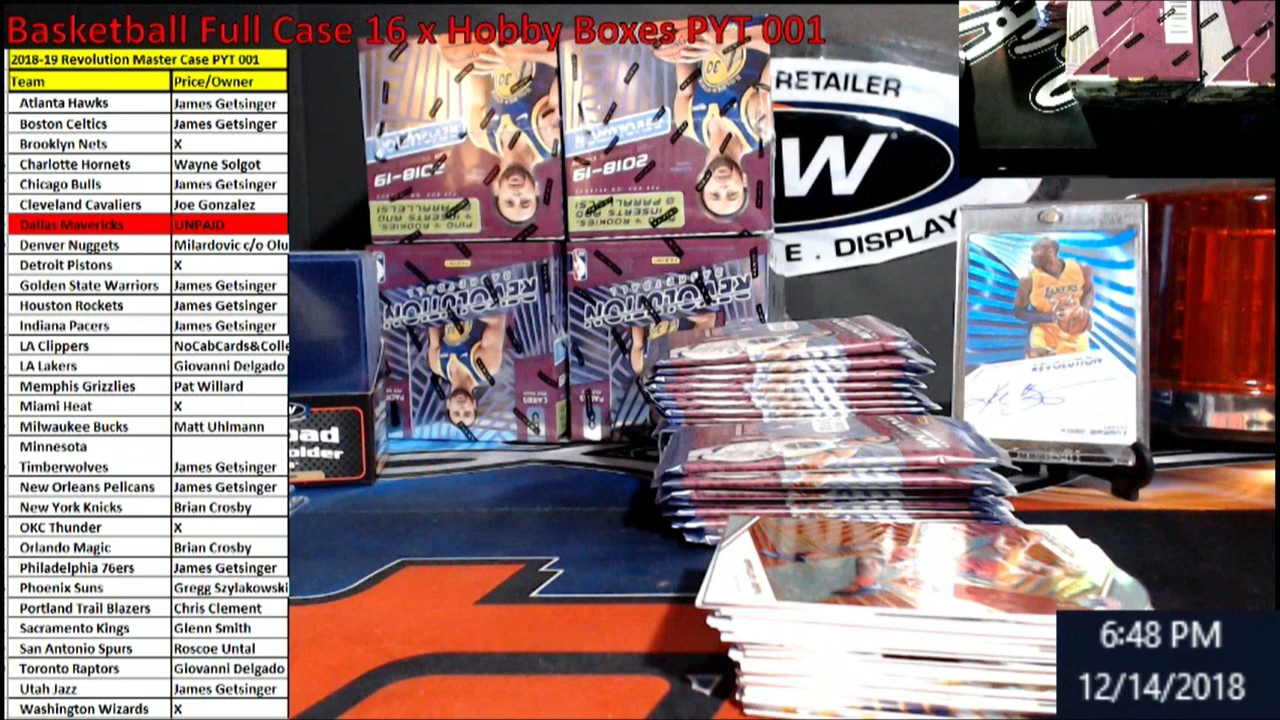 Basketball Full Case 16 x Hobby Boxes PYT 001
2018-19 Revolution Master Case PYT 001
Team Price/Owner
Atlanta Hawks James Getsinger
Boston Celtics James Getsinger
Brooklyn Nets X
Charlotte Hornets Wayne Solgot
Chicago Bulls James Getsinger
Cleveland Cavaliers Joe Gonzalez
Dallas Mavericks UNPAID
Denver Nuggets Milardovic c/o Olu
Detroit Pistons X
Golden State Warriors James Getsinger
Houston Rockets James Getsinger
Indiana Pacers James Getsinger
LA Clippers NoCabCards&Colle
LA Lakers Giovanni Delgado
Memphis Grizzlies Pat Willard
Miami Heat X
Milwaukee Bucks Matt Uhlmann
Minnesota
Timberwolves James Getsinger
New Orleans Pelicans James Getsinger
New York Knicks Brian Crosby
OKC Thunder X
Orlando Magic Brian Crosby
Philadelphia 76ers James Getsinger
Phoenix Suns Gregg Szylakowski
Portland Trail Blazers Chris Clement
Sacramento Kings Glenn Smith
San Antonio Spurs Roscoe Untal
Toronto Raptors Giovanni Delgado
Utah Jazz James Getsinger
Washington Wizards X
RETAILER
W
E. DISPLAY
30
30
REVOLUTION
REVOLUTION
2018-19
2018-19
REVOLUTION
REVOLUTION
LAKERS
REVOLUTION
oad
older
6:48 PM
12/14/2018